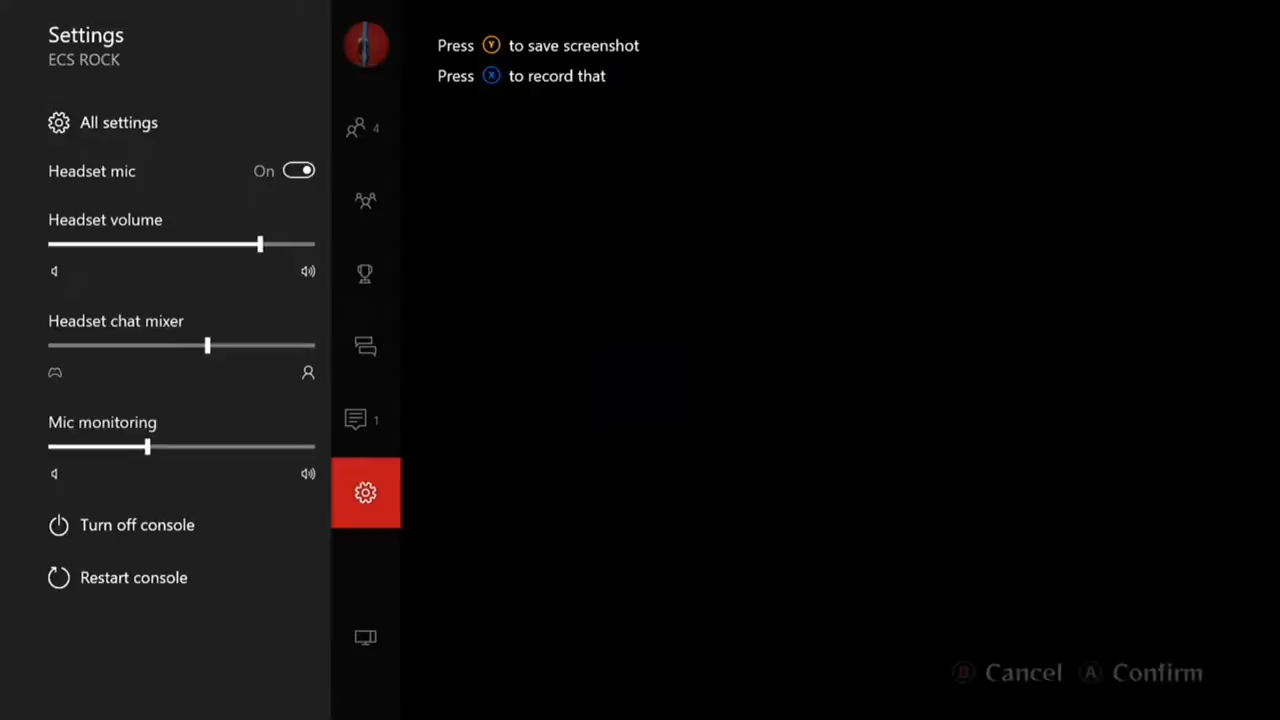 Settings
ECS ROCK
All settings
Headset mic On
Headset volume
Headset chat mixer
Mic monitoring
Turn off console
Restart console
4
1
Press Y to save screenshot
Press X to record that
B Cancel A Confirm